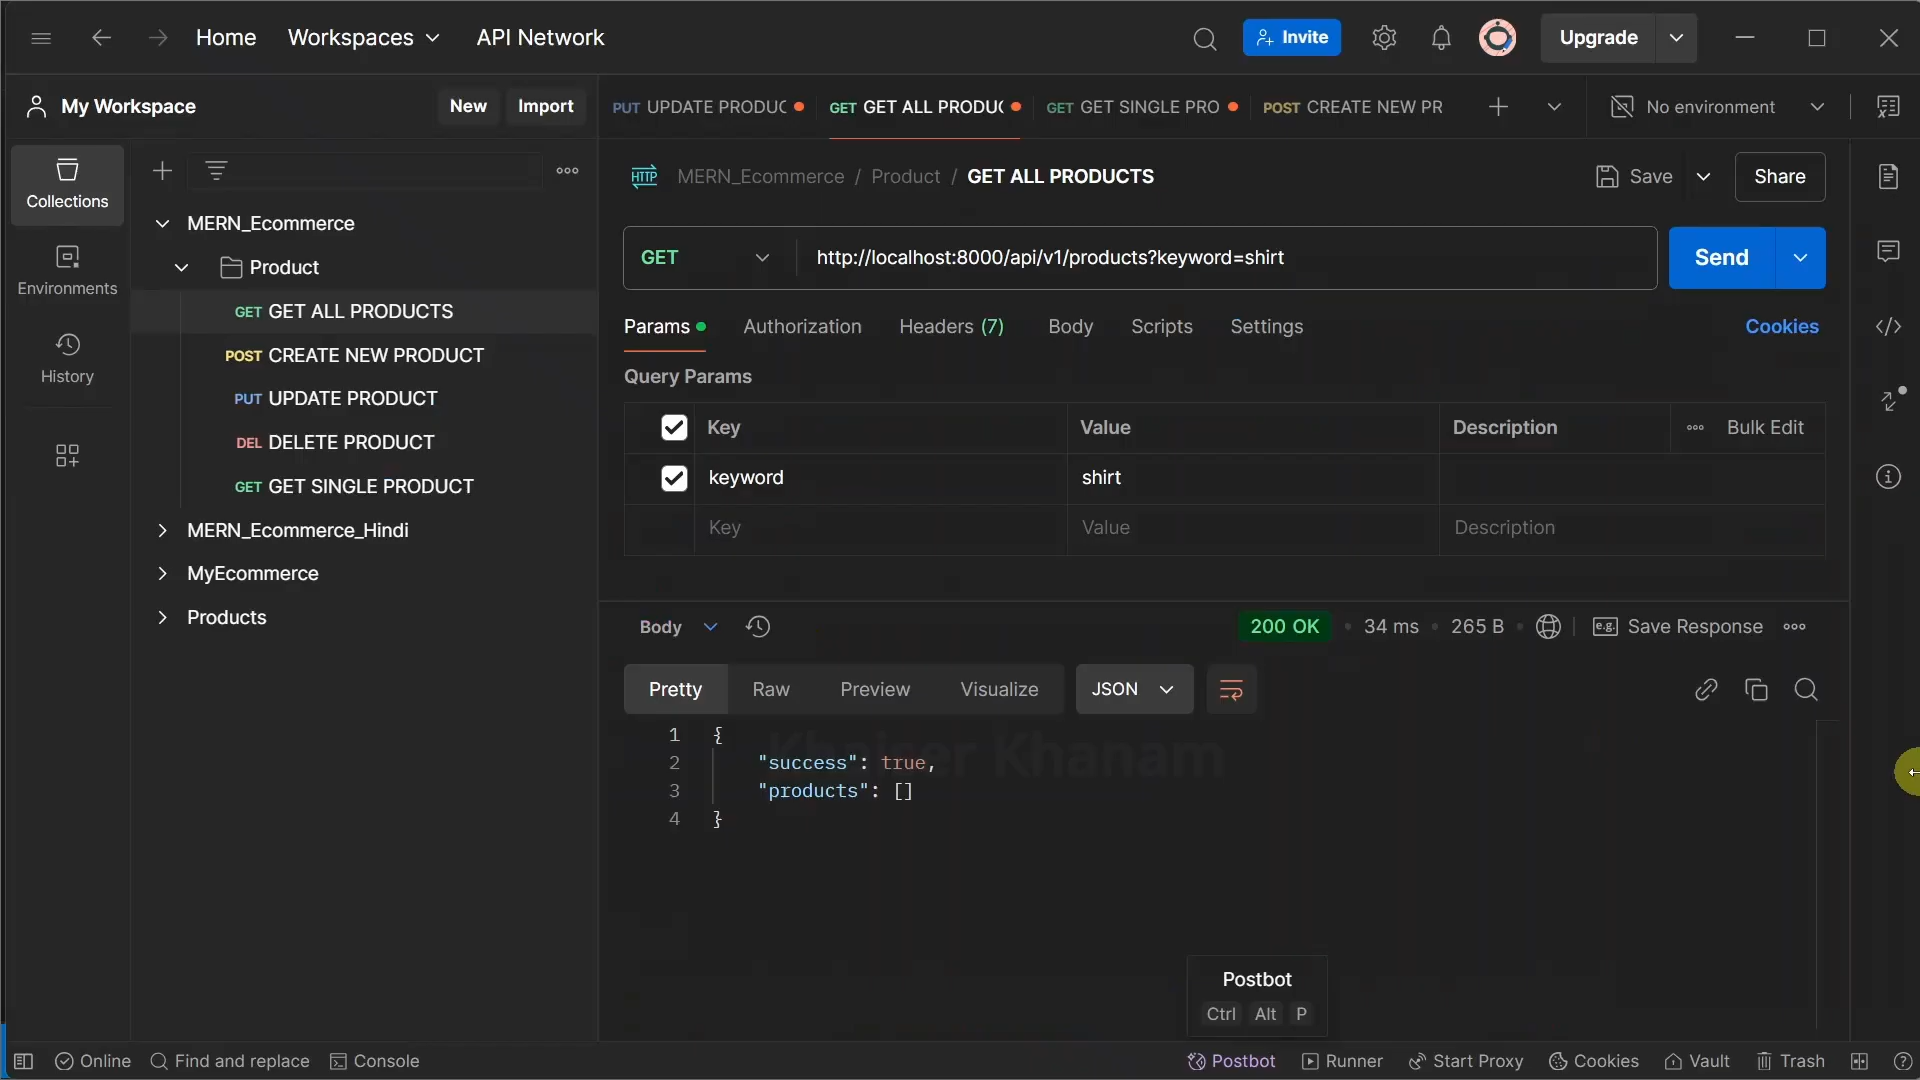 Home Workspaces API Network Invite Upgrade
My Workspace New Import PUT UPDATE PRODUC GET GET ALL PRODU GET GET SINGLE PRO POST CREATE NEW PR No environment
Collections
Environments
History
MERN_Ecommerce
Product
GET GET ALL PRODUCTS
POST CREATE NEW PRODUCT
PUT UPDATE PRODUCT
DEL DELETE PRODUCT
GET GET SINGLE PRODUCT
MERN_Ecommerce_Hindi
MyEcommerce
Products
HTTP MERN_Ecommerce / Product / GET ALL PRODUCTS Save Share
GET http://localhost:8000/api/v1/products?keyword=shirt Send
Params Authorization Headers (7) Body Scripts Settings Cookies
Query Params
Key Value Description Bulk Edit
keyword shirt
Key Value Description
Body 200 OK 34 ms 265 B e.g. Save Response
Pretty Raw Preview Visualize JSON
1 {
2 "success": true,
3 "products": []
4 }
Khaiser Khanam
Postbot
Ctrl Alt P
Online Find and replace Console Postbot Runner Start Proxy Cookies Vault Trash